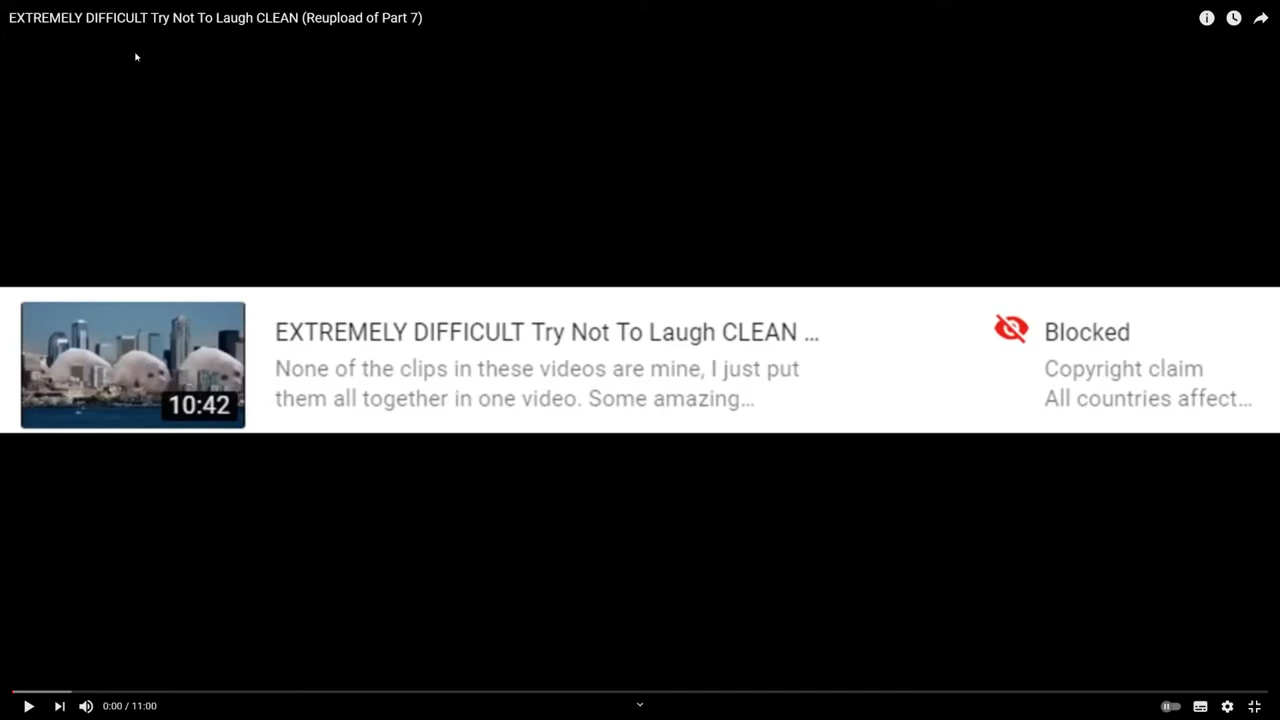 EXTREMELY DIFFICULT Try Not To Laugh CLEAN (Reupload of Part 7)
EXTREMELY DIFFICULT Try Not To Laugh CLEAN ...
Blocked
None of the clips in these videos are mine, I just put
them all together in one video. Some amazing...
Copyright claim
All countries affect...
10:42
0:00 / 11:00